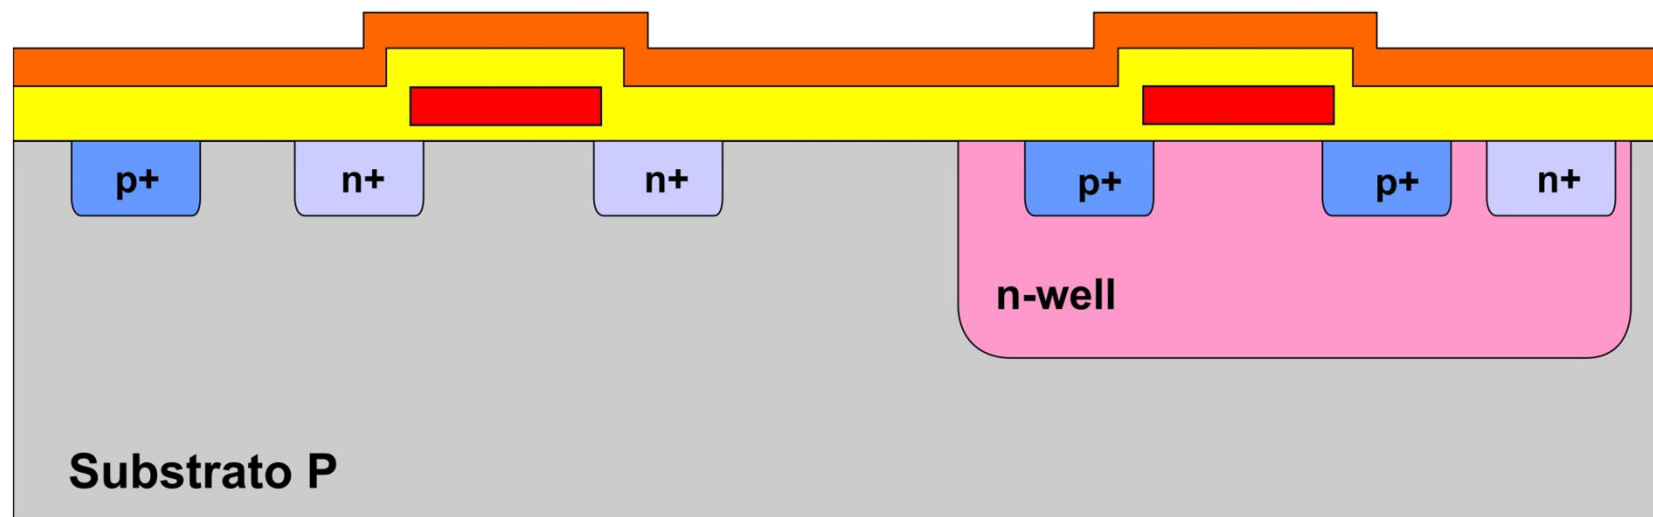 p+
n+
n+
p+
p+
n+
n-well
Substrato P